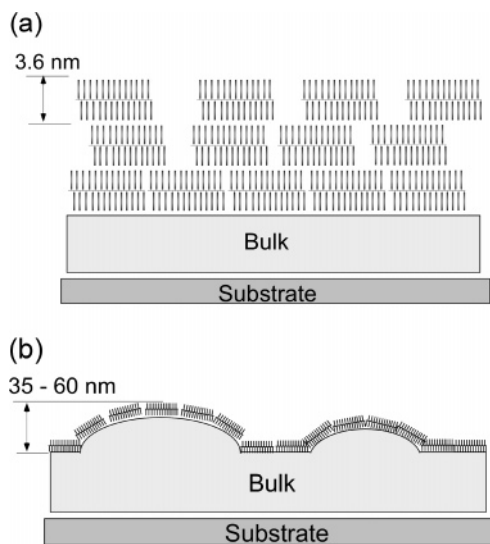 (a)
3.6 nm
Bulk
Substrate
(b)
35 - 60 nm
Bulk
Substrate